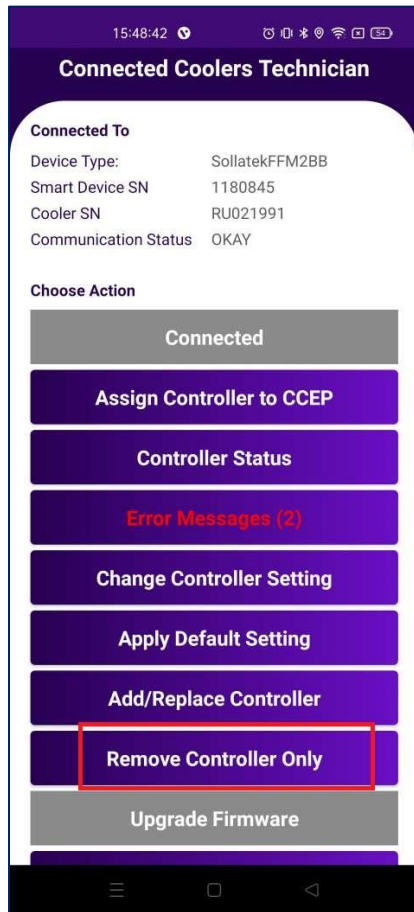 15:48:42 54
Connected Coolers Technician
Connected To
Device Type: SollatekFFM2BB
Smart Device SN 1180845
Cooler SN RU021991
Communication Status OKAY
Choose Action
Connected
Assign Controller to CCEP
Controller Status
Error Messages (2)
Change Controller Setting
Apply Default Setting
Add/Replace Controller
Remove Controller Only
Upgrade Firmware